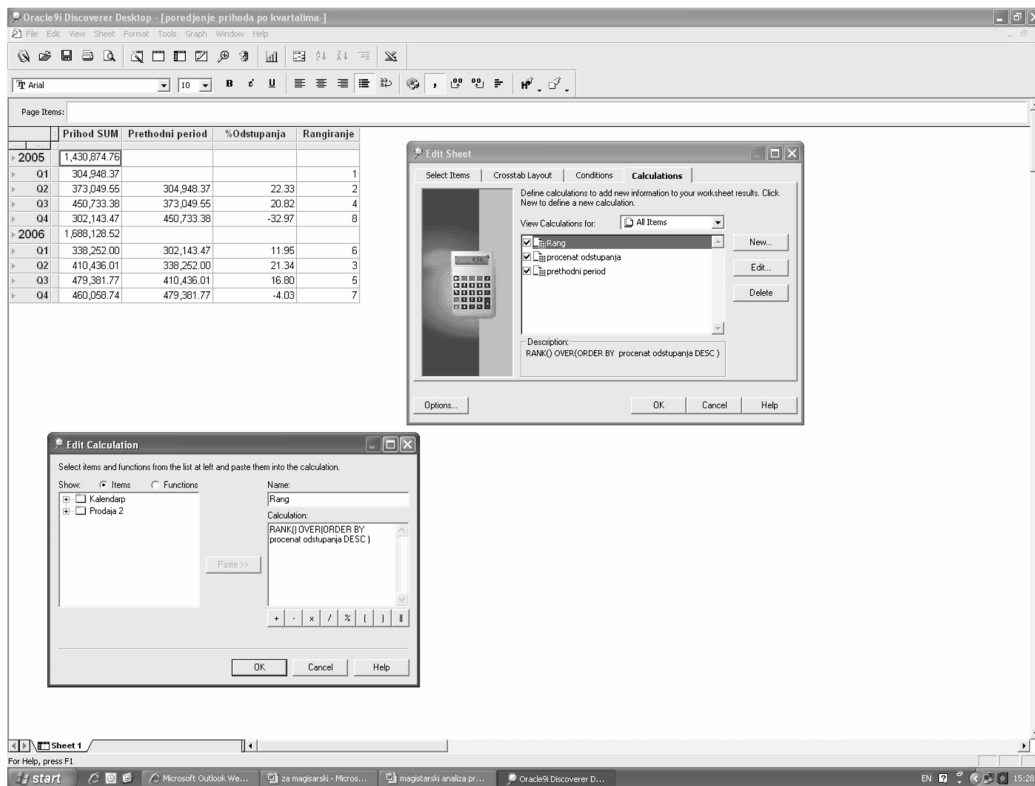 Oracle9i Discoverer Desktop - [poredjenje prihoda po kvartalima-]
File Edit View Sheet Format Tools Graph Window Help
Arial 10 B i U
Page Items:
Prihod SUM Prethodni period %Odstupanja Rangiranje
2005 1,430,874.76
Q1 304,948.37 1
Q2 373,049.55 304,948.37 22.33 2
Q3 450,733.38 373,049.55 20.82 4
Q4 302,143.47 450,733.38 -32.97 8
2006 1,688,128.52
Q1 338,252.00 302,143.47 11.95 6
Q2 410,436.01 338,252.00 21.34 3
Q3 479,381.77 410,436.01 16.80 5
Q4 460,058.74 479,381.77 -4.03 7
Edit Sheet
Select Items Crosstab Layout Conditions Calculations
Define calculations to add new information to your worksheet results. Click
New to define a new calculation.
View Calculations for: All Items
Rang
procenat odstupanja
prethodni period
New...
Edit...
Delete
Description:
RANK() OVER(ORDER BY procenat odstupanja DESC )
Options... OK Cancel Help
Edit Calculation
Select items and functions from the list at left and paste them into the calculation.
Show: Items Functions
Kalendarp
Prodaja 2
Paste >>
Name:
Rang
Calculation:
RANK() OVER(ORDER BY
procenat odstupanja DESC )
+ - x / % ( ) ||
OK Cancel Help
Sheet 1
For Help, press F1
start Microsoft Outlook We... za magisarski - Micros... magistarski analiza pr... Oracle9i Discoverer D... EN 15:28